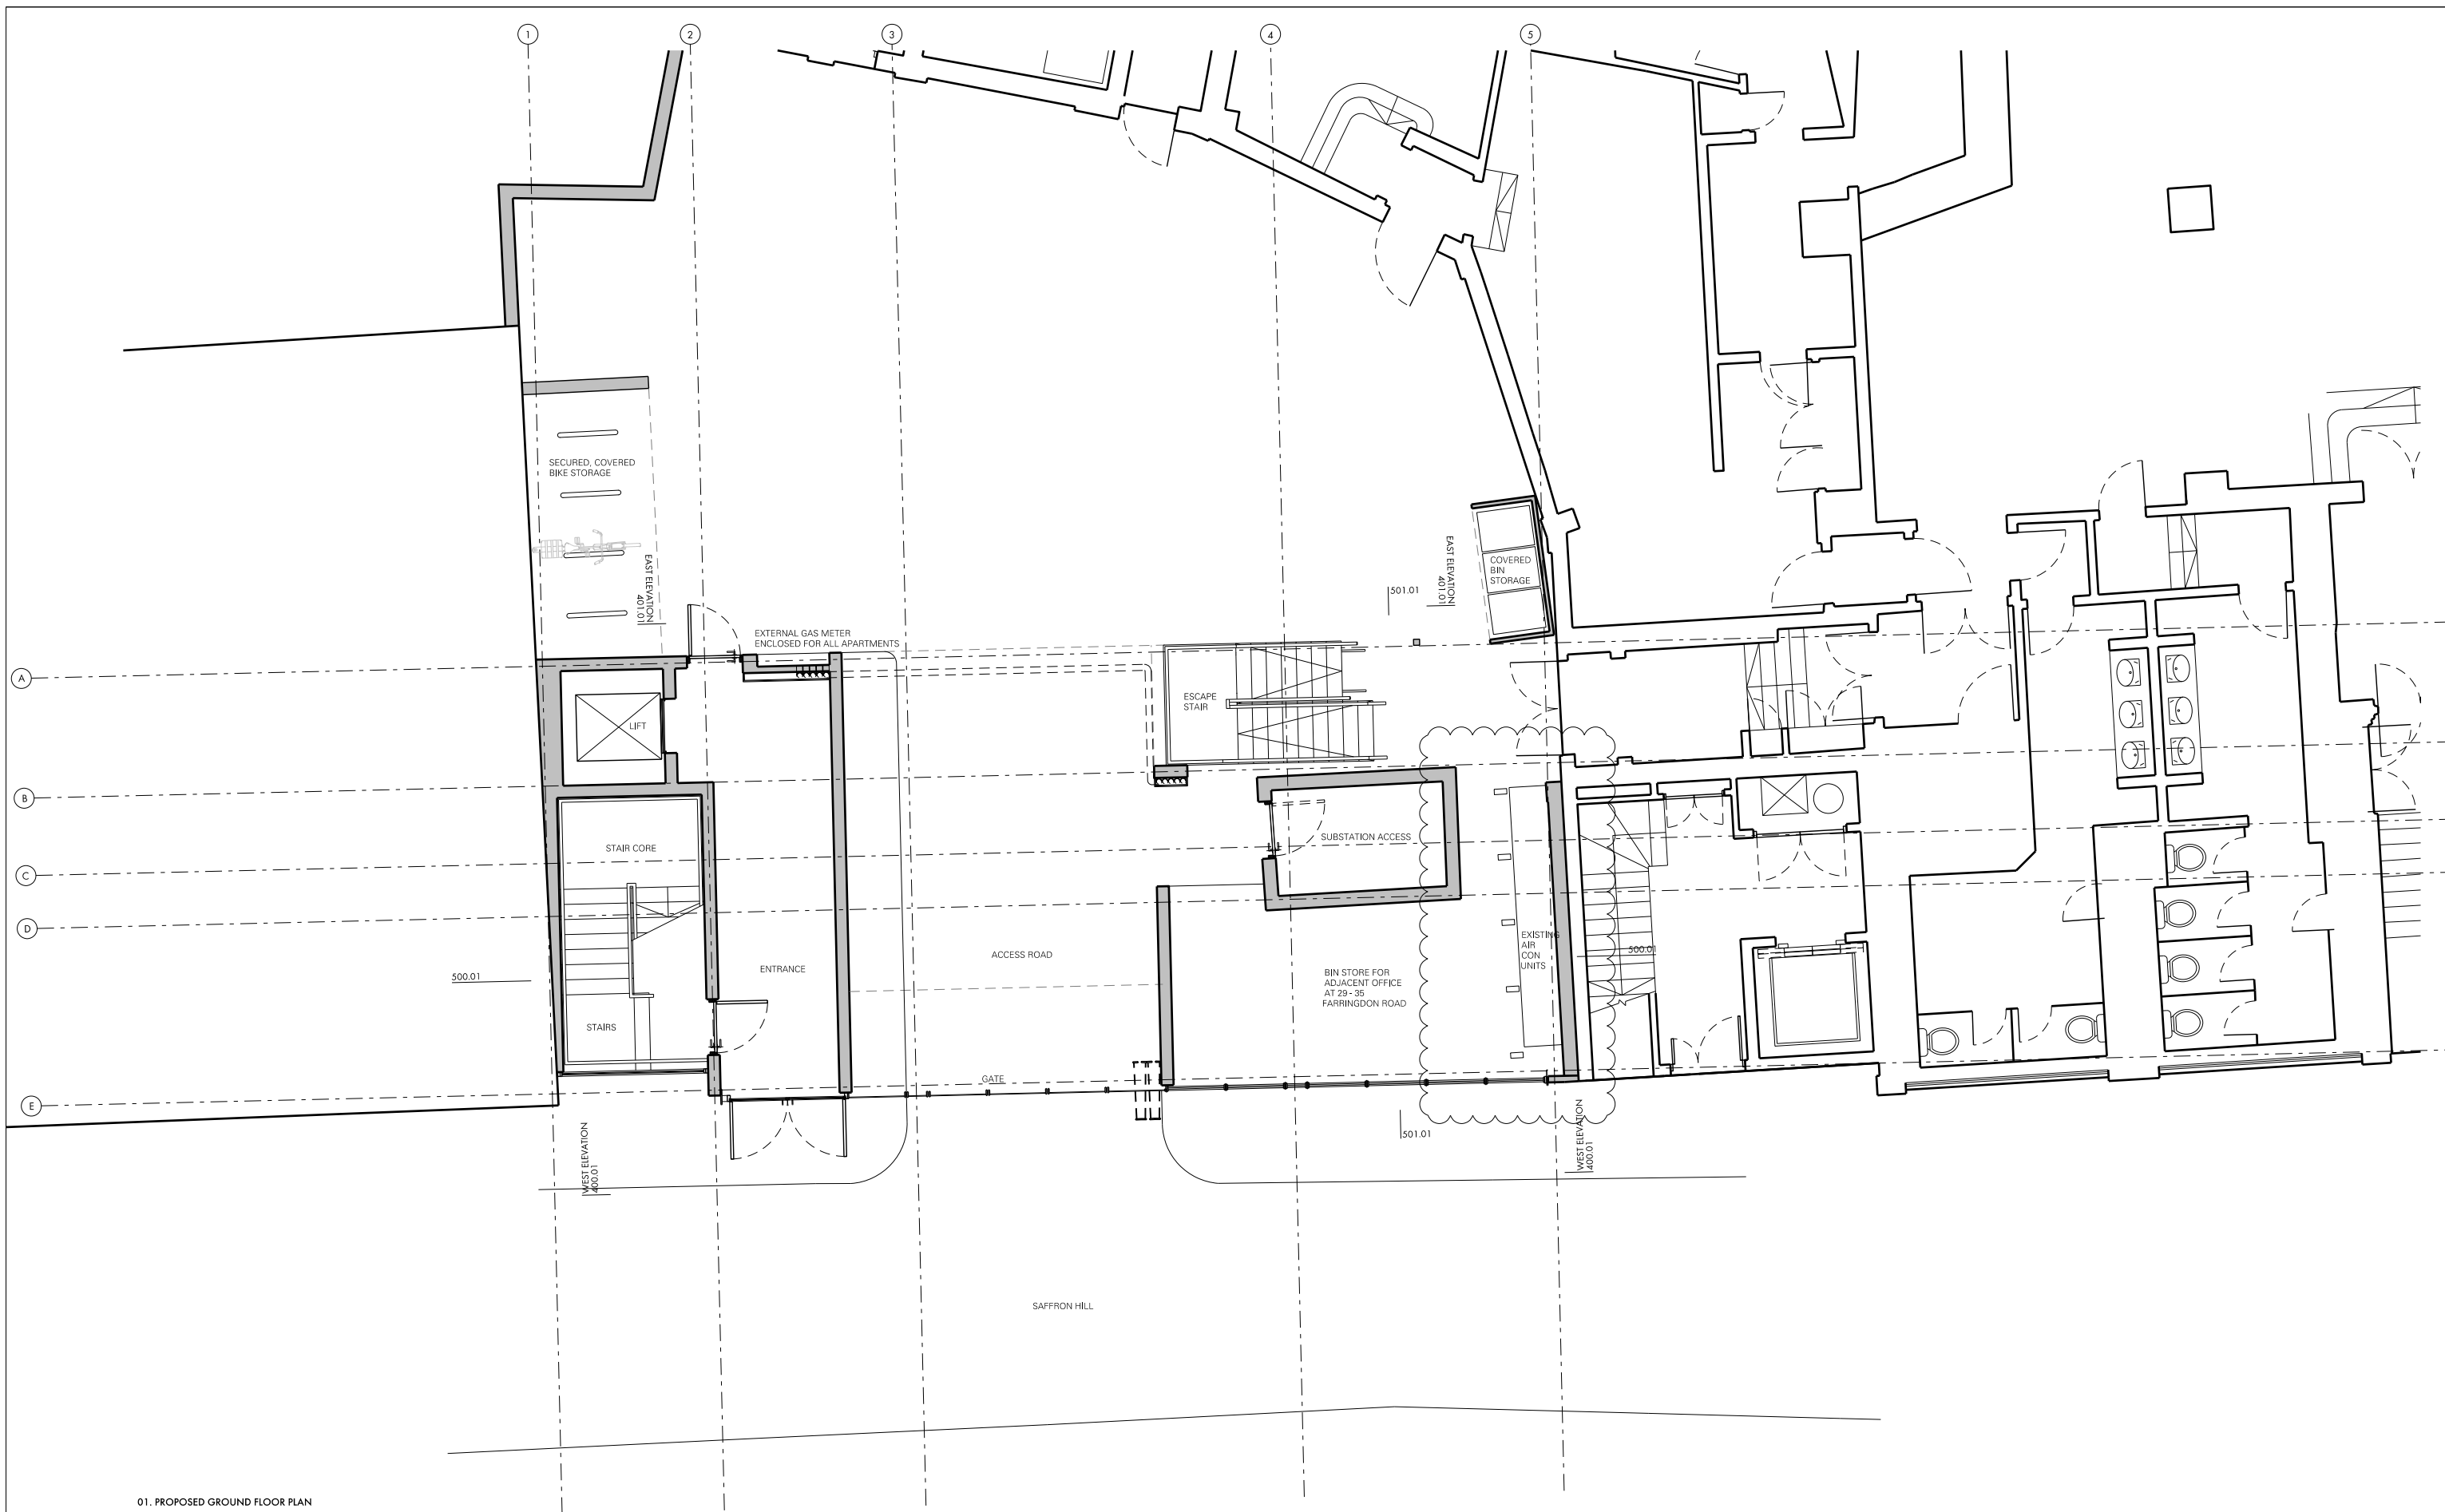 1
2
3
4
5
SECURED, COVERED
BIKE STORAGE
EAST ELEVATION
401.01
EAST ELEVATION
401.01
501.01
COVERED
BIN
STORAGE
EXTERNAL GAS METER
ENCLOSED FOR ALL APARTMENTS
A
ESCAPE
STAIR
LIFT
B
SUBSTATION ACCESS
STAIR CORE
C
D
EXISTING
AIR
CON
UNITS
500.01
ACCESS ROAD
ENTRANCE
500.01
BIN STORE FOR
ADJACENT OFFICE
AT 29 - 35
FARRINGDON ROAD
STAIRS
GATE
E
501.01
WEST ELEVATION
400.01
WEST ELEVATION
400.01
SAFFRON HILL
01. PROPOSED GROUND FLOOR PLAN